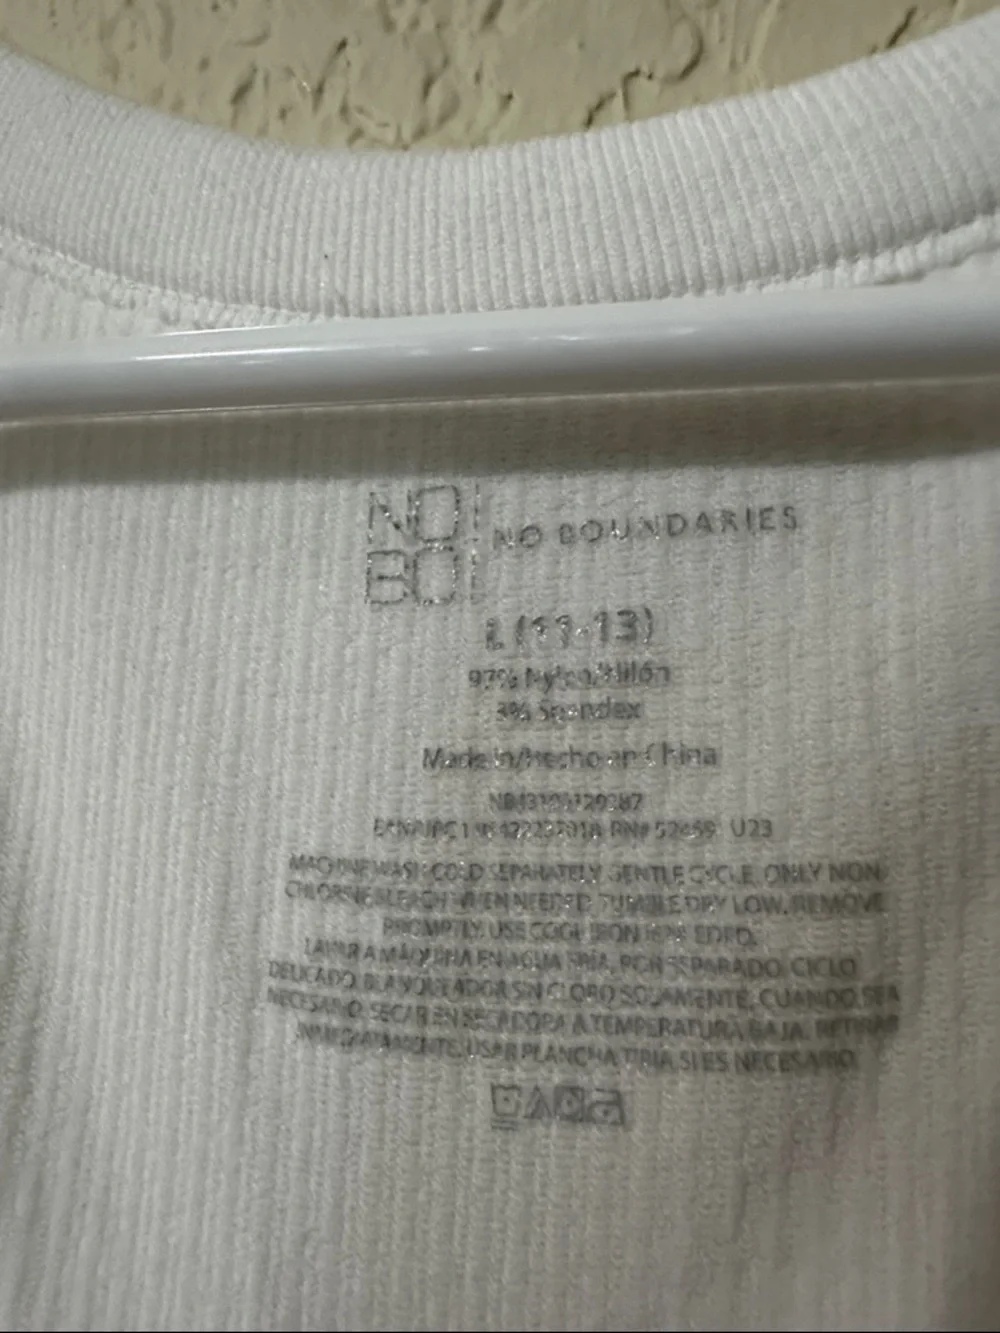 NO
BO
NO BOUNDARIES
L (11-13)
97% Nylon/Nilón
3% Spandex
Made in/Hecho en China
RN# 52469 U23
MACHINE WASH COLD SEPARATELY GENTLE CYCLE. ONLY NON-
CHLORINE BLEACH WHEN NEEDED. TUMBLE DRY LOW. REMOVE
PROMPTLY. USE COOL IRON IF NEEDED.
LAVAR A MÁQUINA EN AGUA FRÍA, POR SEPARADO. CICLO
DELICADO. BLANQUEADOR SIN CLORO SOLAMENTE, CUANDO SEA
NECESARIO. SECAR EN SECADORA A TEMPERATURA BAJA. RETIRAR
INMEDIATAMENTE. USAR PLANCHA TIBIA, SI ES NECESARIO.